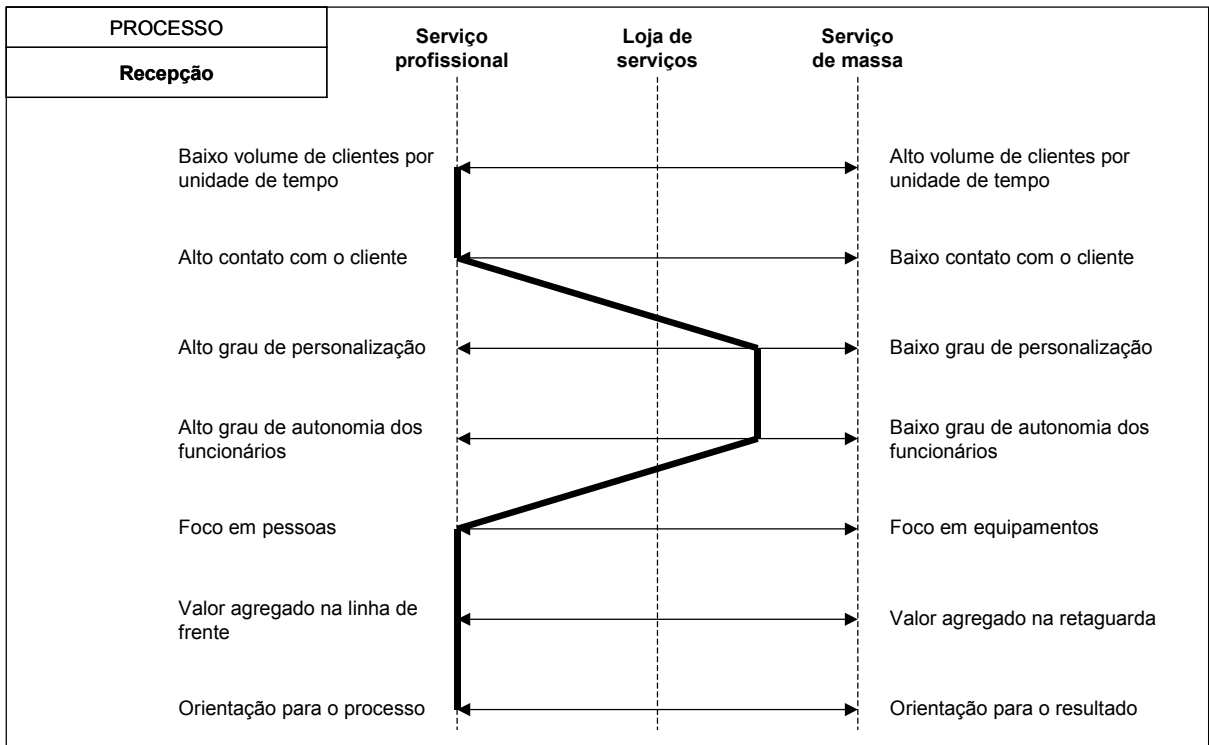 PROCESSO
Recepção
Serviço
profissional
Loja de
serviços
Serviço
de massa
Baixo volume de clientes por
unidade de tempo
Alto volume de clientes por
unidade de tempo
Alto contato com o cliente
Baixo contato com o cliente
Alto grau de personalização
Baixo grau de personalização
Alto grau de autonomia dos
funcionários
Baixo grau de autonomia dos
funcionários
Foco em pessoas
Foco em equipamentos
Valor agregado na linha de
frente
Valor agregado na retaguarda
Orientação para o processo
Orientação para o resultado